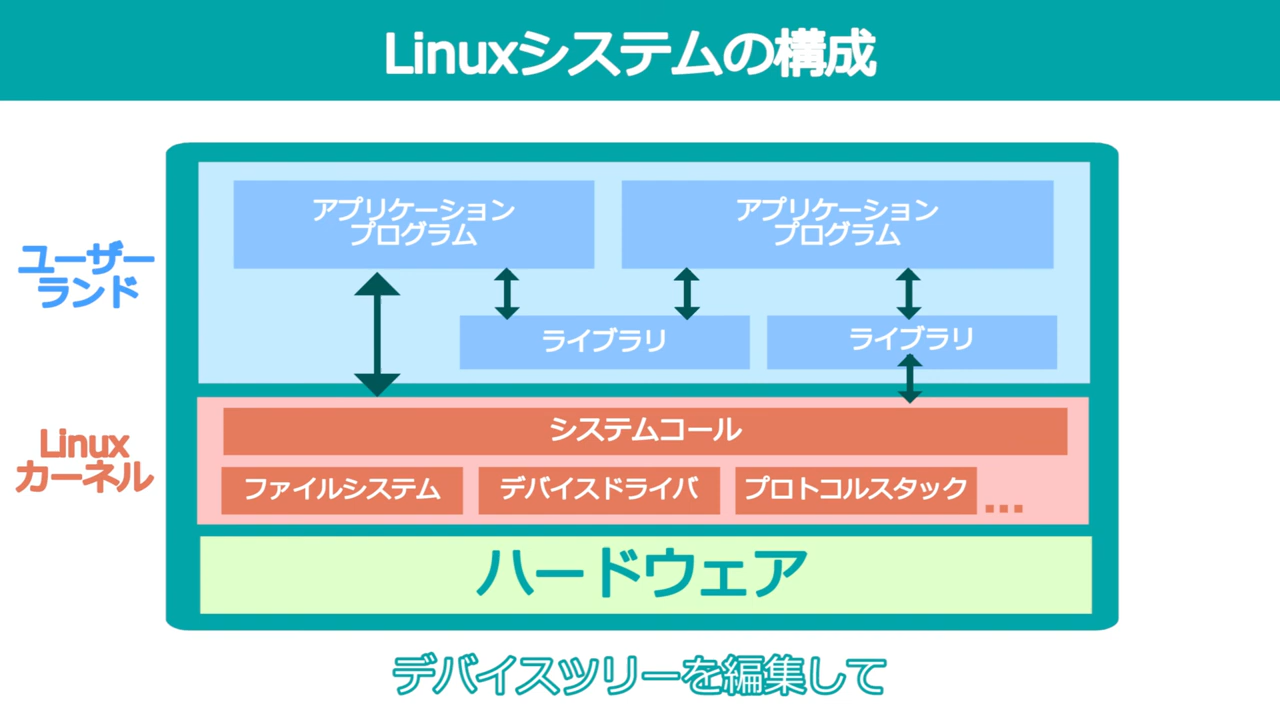 Linuxシステムの構成
ユーザー
ランド
アプリケーション
プログラム
アプリケーション
プログラム
ライブラリ
ライブラリ
Linux
カーネル
システムコール
ファイルシステム
デバイスドライバ
プロトコルスタック
...
ハードウェア
デバイスツリーを編集して